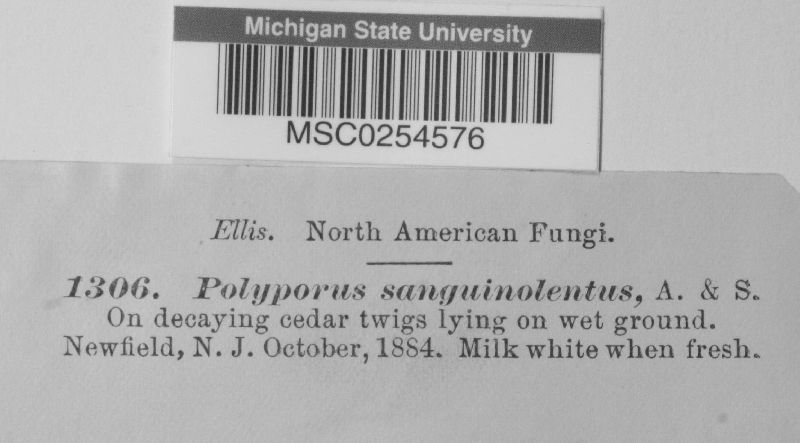 Michigan State University
MSC0254576
Ellis. North American Fungi.
1306. Polyporus sanguinolentus, A. & S.
On decaying cedar twigs lying on wet ground.
Newfield, N. J. October, 1884. Milk white when fresh.